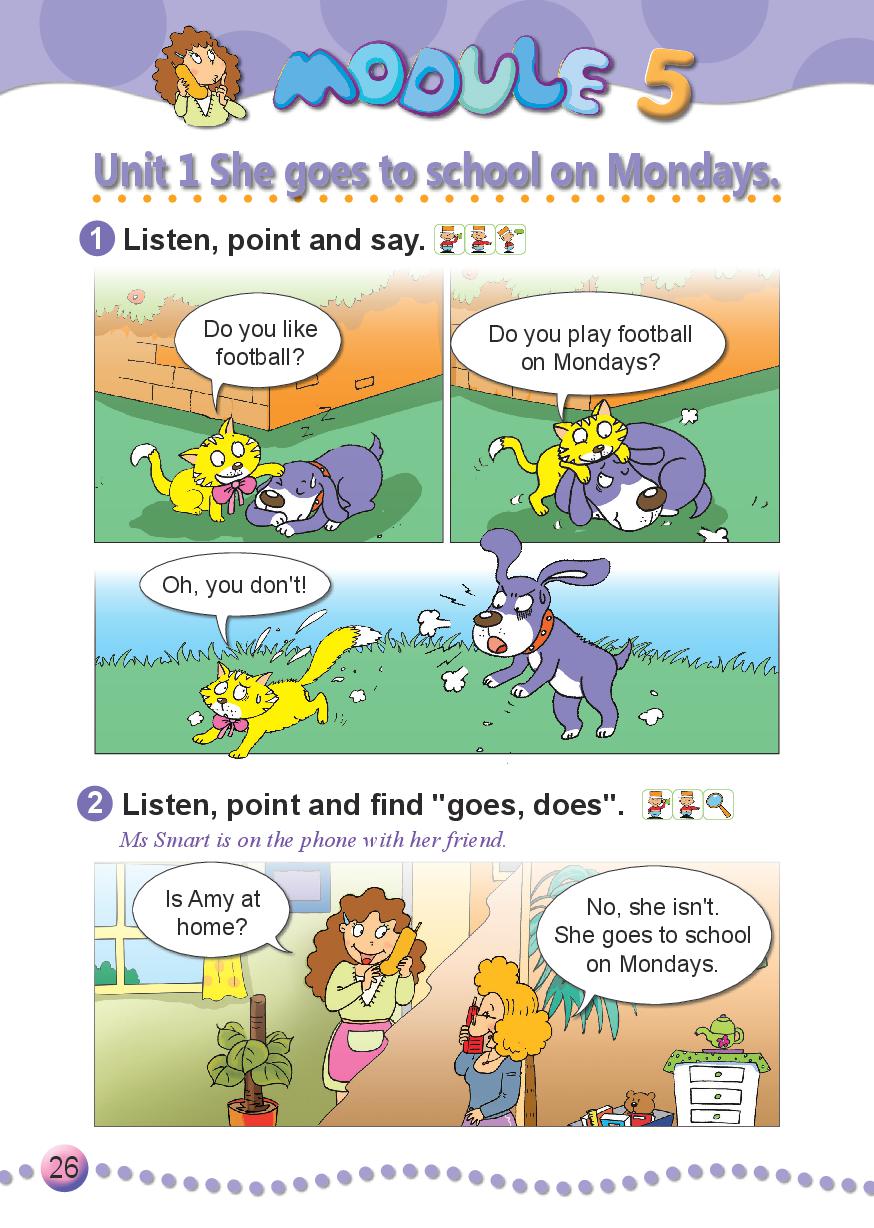 MODULE 5
Unit 1 She goes to school on Mondays.
1 Listen, point and say.
Do you like
football?
z z
Do you play football
on Mondays?
Oh, you don't!
2 Listen, point and find "goes, does".
Ms Smart is on the phone with her friend.
Is Amy at
home?
No, she isn't.
She goes to school
on Mondays.
26